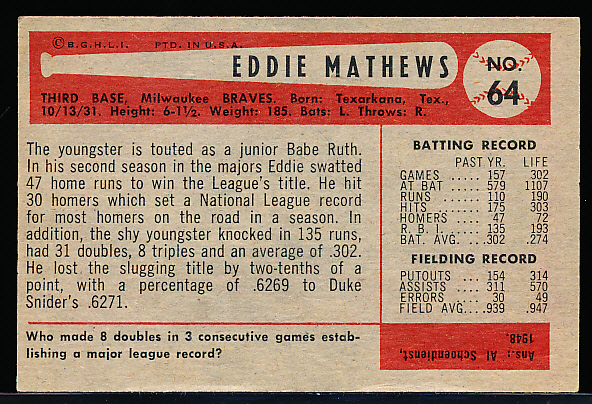 ©B.G.H.L.I. PTD. IN U.S.A.
EDDIE MATHEWS
NO.
64
THIRD BASE, Milwaukee BRAVES. Born: Texarkana, Tex.,
10/13/31. Height: 6-1½. Weight: 185. Bats: L. Throws: R.
The youngster is touted as a junior Babe Ruth.
In his second season in the majors Eddie swatted
47 home runs to win the League's title. He hit
30 homers which set a National League record
for most homers on the road in a season. In
addition, the shy youngster knocked in 135 runs,
had 31 doubles, 8 triples and an average of .302.
He lost the slugging title by two-tenths of a
point, with a percentage of .6269 to Duke
Snider's .6271.
BATTING RECORD
PAST YR. LIFE
GAMES ..... 157 302
AT BAT .... 579 1107
RUNS ..... 110 190
HITS ..... 175 303
HOMERS .... 47 72
R. B. I. .... 135 193
BAT. AVG. .. .302 .274
FIELDING RECORD
PUTOUTS .... 154 314
ASSISTS .... 311 570
ERRORS .... 30 49
FIELD AVG... .939 .947
Who made 8 doubles in 3 consecutive games estab-
lishing a major league record?
Ans.: Al Schoendienst,
1948.